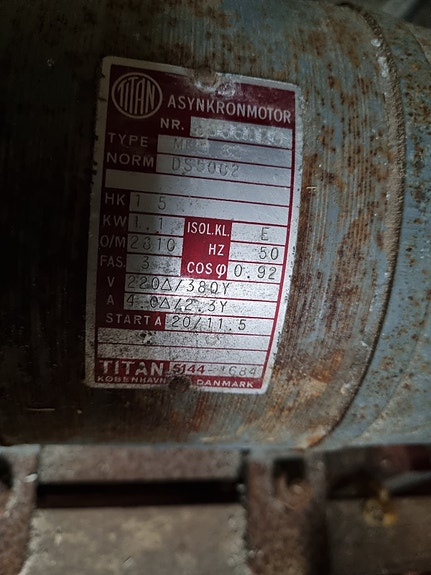 TITAN
ASYNKRONMOTOR
NR.
TYPE
NORM DS5002
HK 1 5
KW 1.1 ISOL.KL. E
O/M 2810 HZ 50
FAS. 3 COS φ 0.92
V 220Δ/380Y
A 4.0Δ/2.3Y
START A 20/11.5
TITAN 5144-1684
KØBENHAVN DANMARK